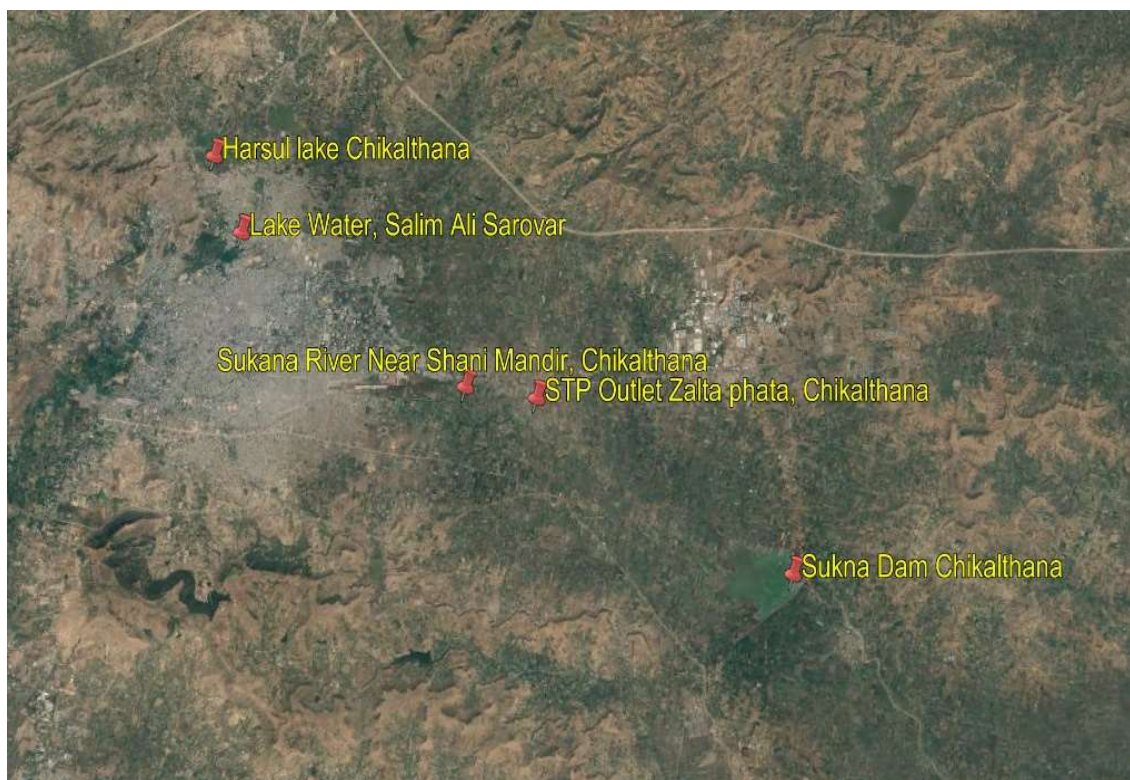 Harsul lake Chikalthana
Lake Water, Salim Ali Sarovar
Sukana River Near Shani Mandir, Chikalthana
STP Outlet Zalta phata, Chikalthana
Sukna Dam Chikalthana